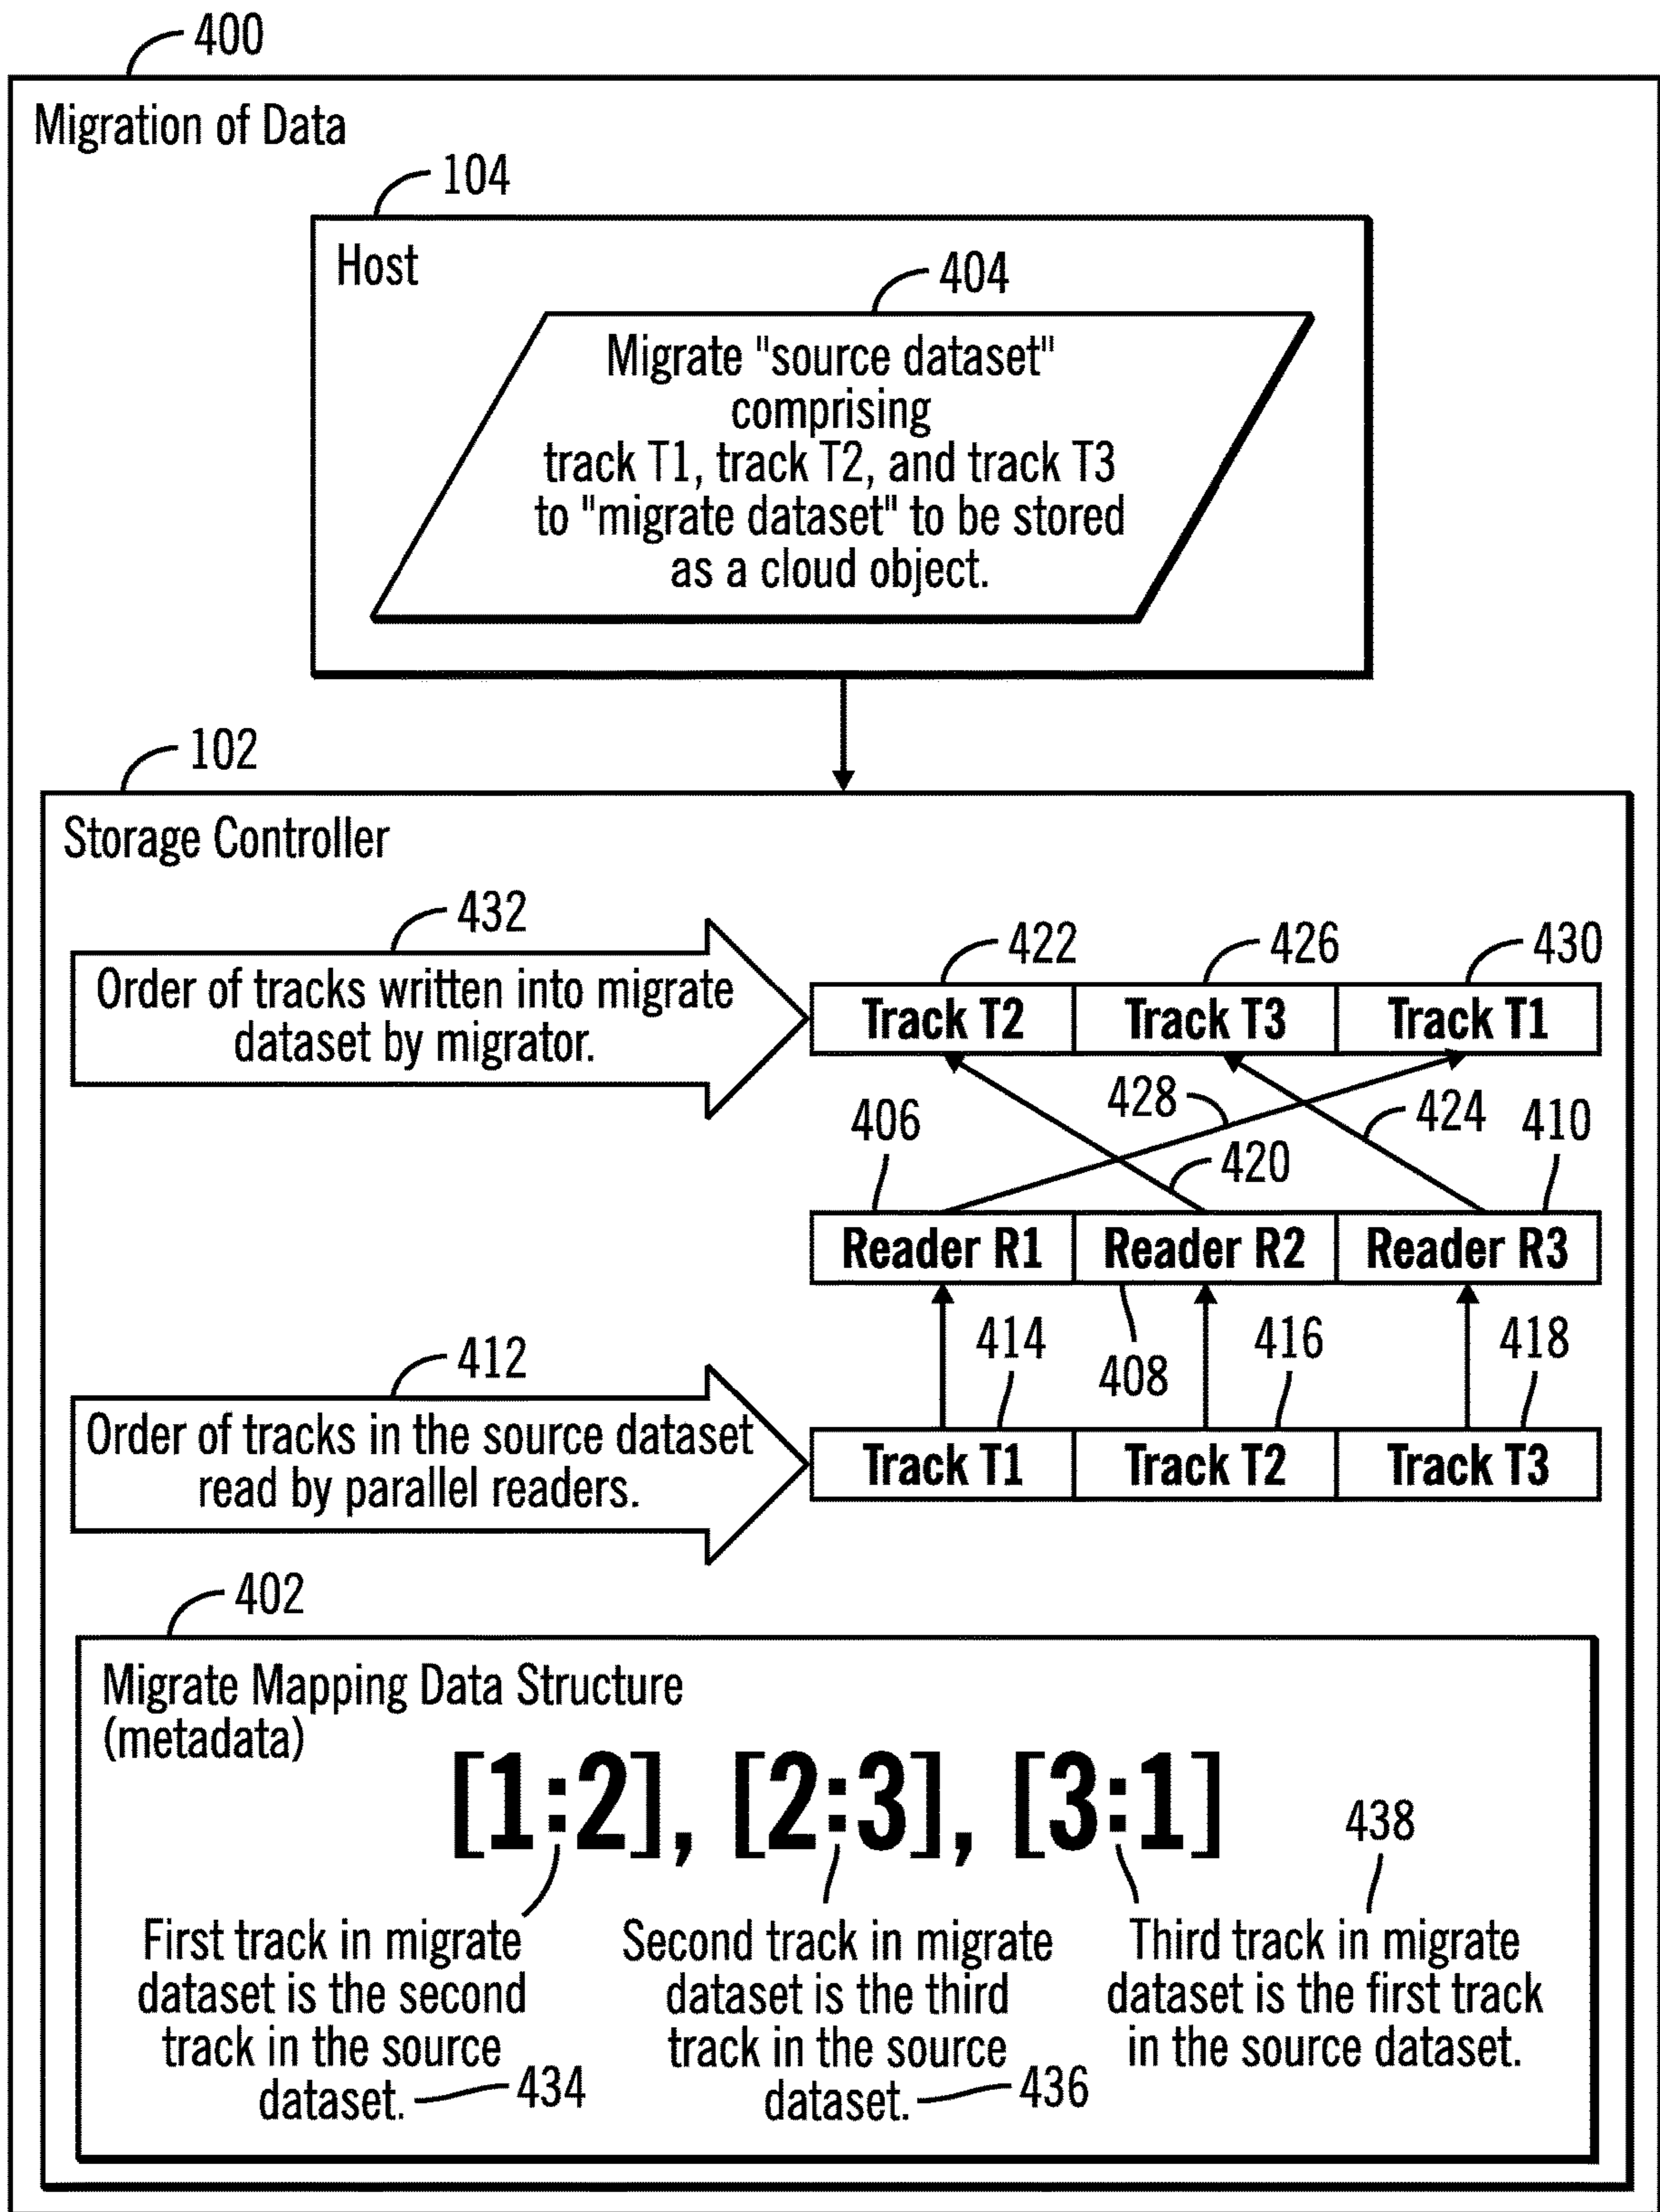 400
Migration of Data
104
Host
404
Migrate "source dataset"
comprising
track T1, track T2, and track T3
to "migrate dataset" to be stored
as a cloud object.
102
Storage Controller
432
Order of tracks written into migrate
dataset by migrator.
422
426
430
Track T2
Track T3
Track T1
406
428
420
424
410
Reader R1
Reader R2
Reader R3
414
408
416
418
412
Order of tracks in the source dataset
read by parallel readers.
Track T1
Track T2
Track T3
402
Migrate Mapping Data Structure
(metadada)
[1:2], [2:3], [3:1]
First track in migrate
dataset is the second
track in the source
dataset.
434
Second track in migrate
dataset is the third
track in the source
dataset.
436
438
Third track in migrate
dataset is the first track
in the source dataset.